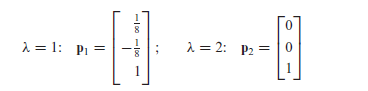 λ = 1: p₁ = [1/8; −1/8; 1]; λ = 2: p₂ = [0; 0; 1]